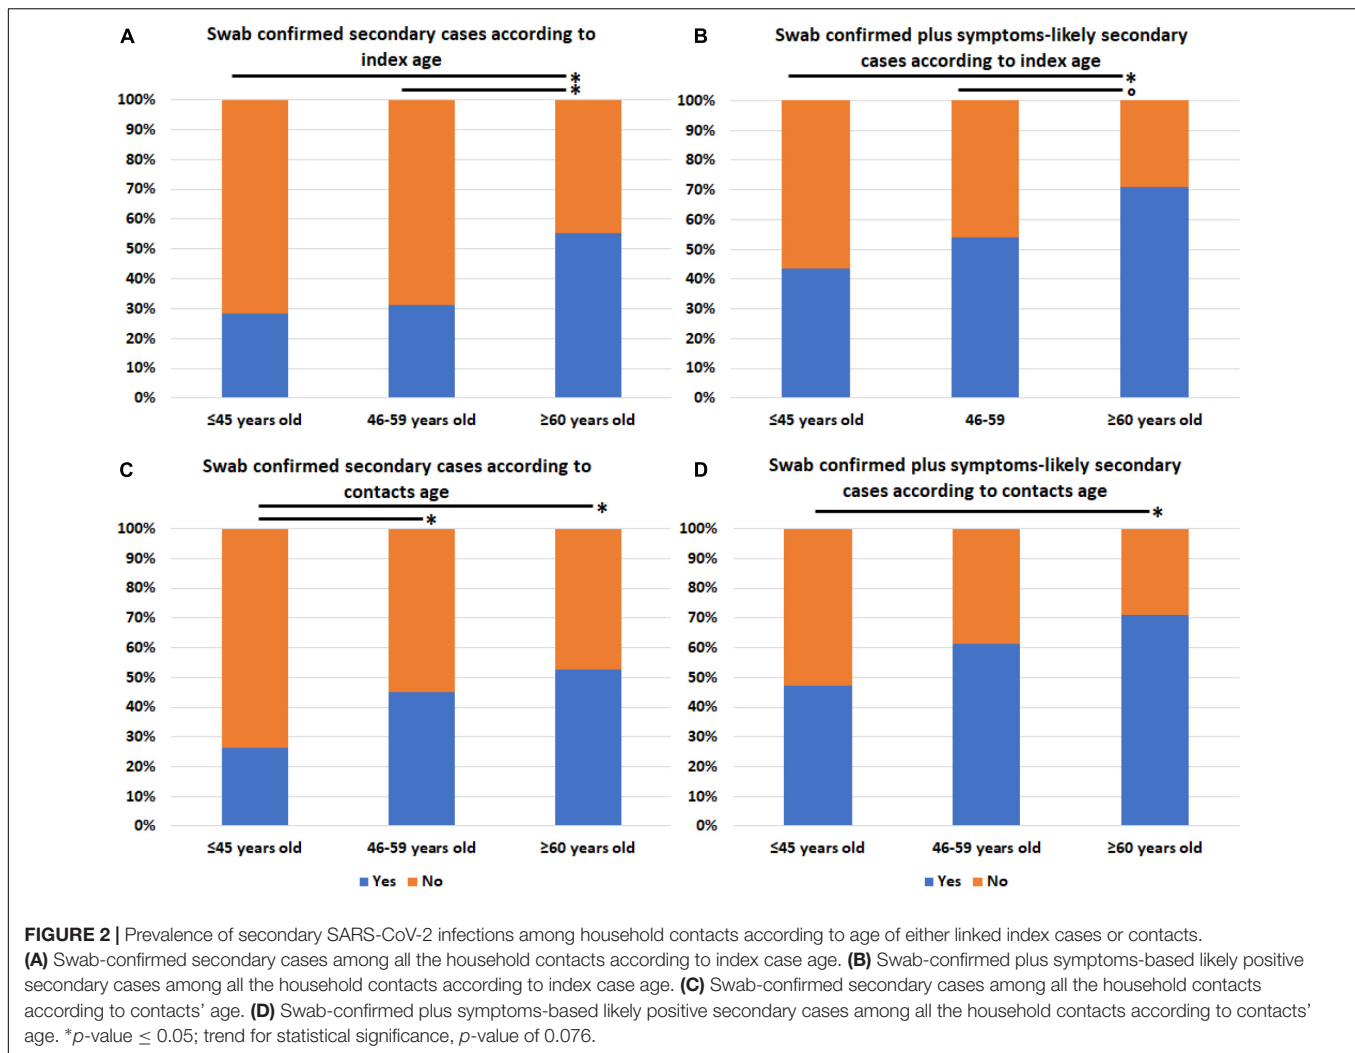 A
Swab confirmed secondary cases according to
index age
*
*
100%
90%
80%
70%
60%
50%
40%
30%
20%
10%
0%
≤45 years old
46-59 years old
≥60 years old
B
Swab confirmed plus symptoms-likely secondary
cases according to index age
*
°
100%
90%
80%
70%
60%
50%
40%
30%
20%
10%
0%
≤45 years old
46-59
≥60 years old
C
Swab confirmed secondary cases according to
contacts age
*
*
100%
90%
80%
70%
60%
50%
40%
30%
20%
10%
0%
≤45 years old
46-59 years old
≥60 years old
Yes No
D
Swab confirmed plus symptoms-likely secondary
cases according to contacts age
*
100%
90%
80%
70%
60%
50%
40%
30%
20%
10%
0%
≤45 years old
46-59 years old
≥60 years old
Yes No
FIGURE 2 | Prevalence of secondary SARS-CoV-2 infections among household contacts according to age of either linked index cases or contacts.
(A) Swab-confirmed secondary cases among all the household contacts according to index case age. (B) Swab-confirmed plus symptoms-based likely positive
secondary cases among all the household contacts according to index case age. (C) Swab-confirmed secondary cases among all the household contacts
according to contacts' age. (D) Swab-confirmed plus symptoms-based likely positive secondary cases among all the household contacts according to contacts'
age. *p-value ≤ 0.05; trend for statistical significance, p-value of 0.076.